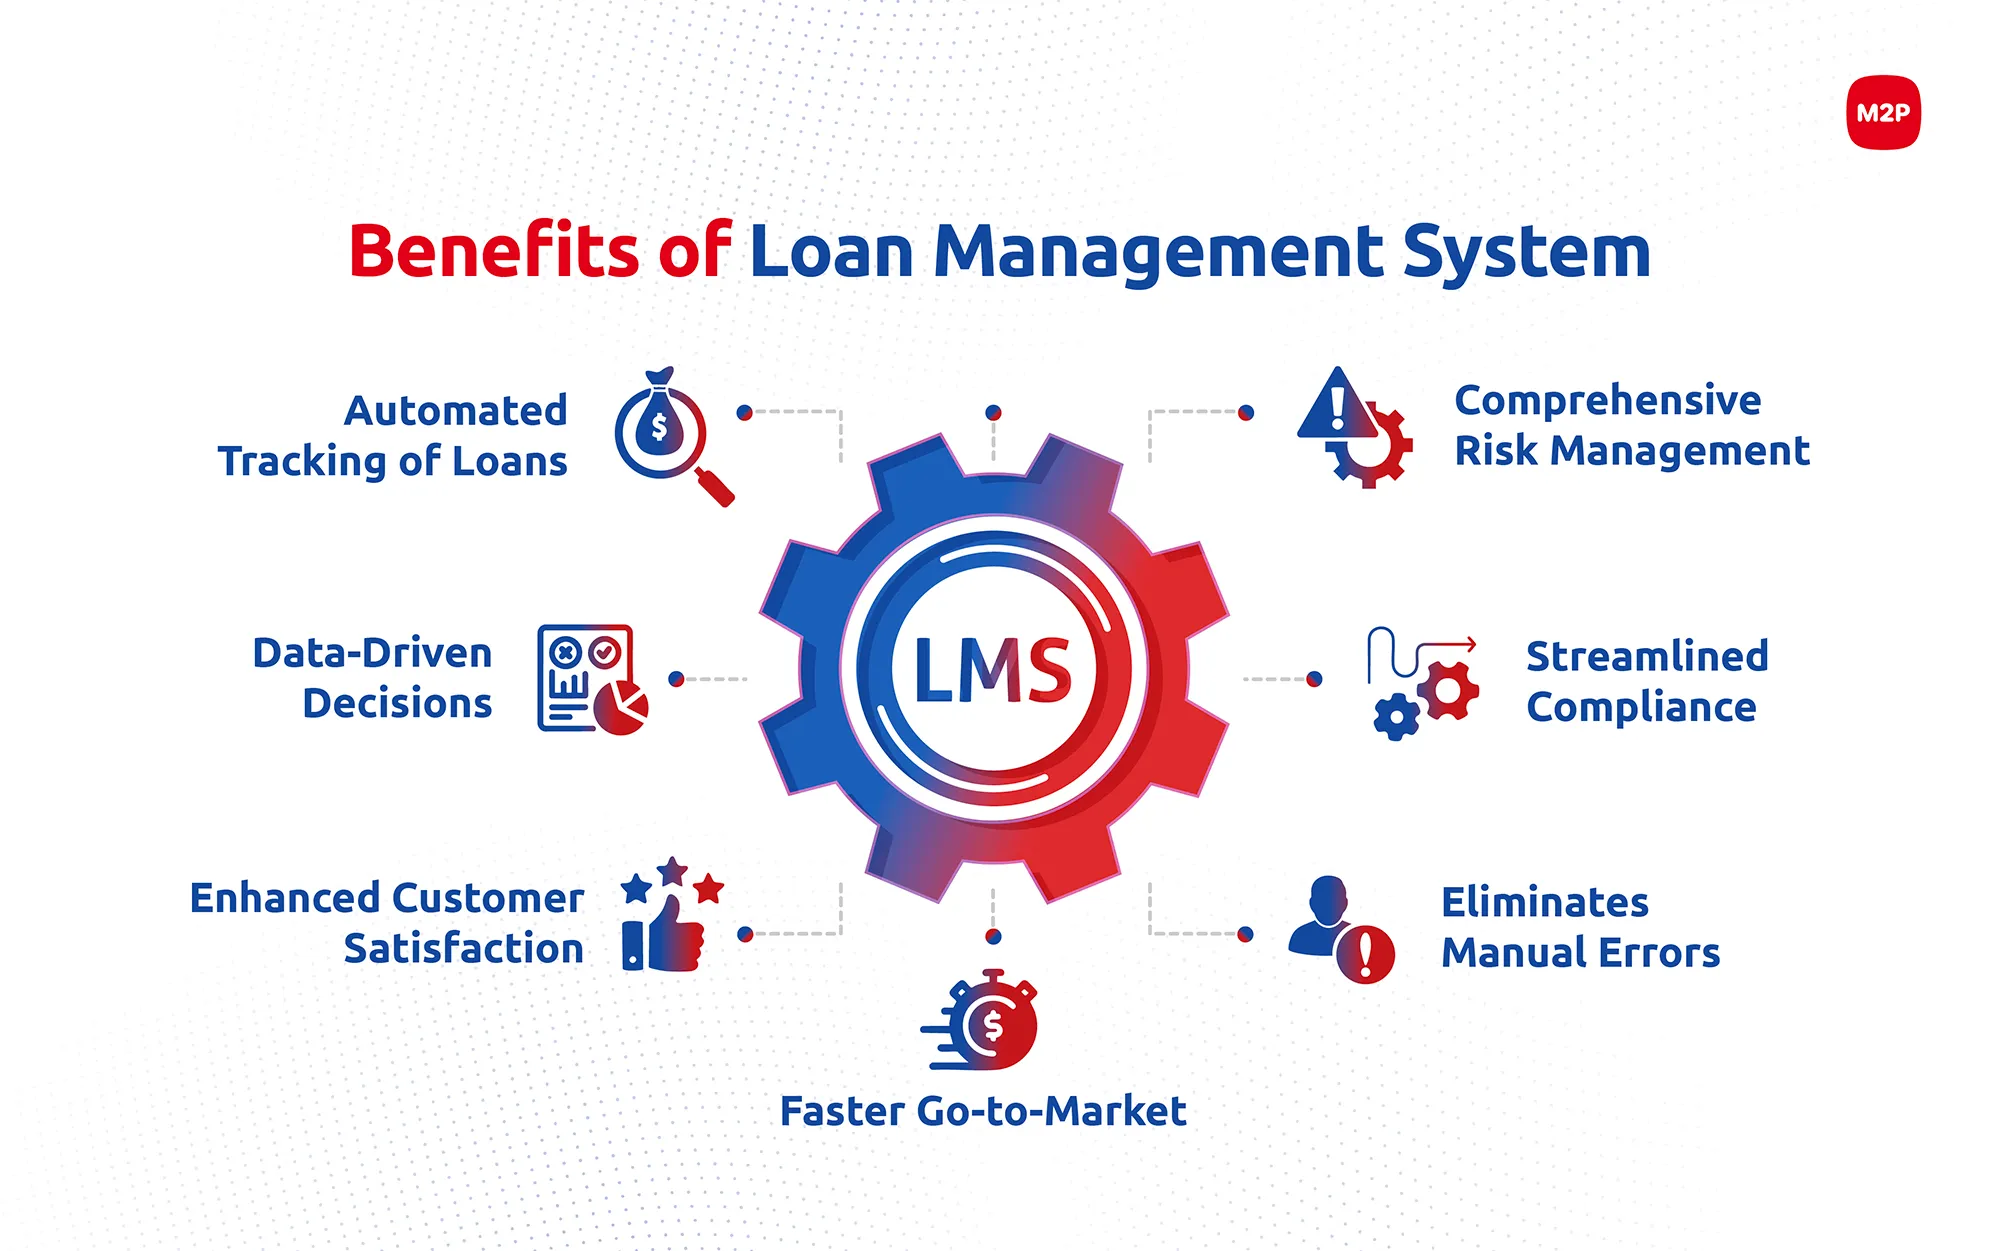 M2P
Benefits of Loan Management System
Automated
Tracking of Loans
$
Comprehensive
Risk Management
Data-Driven
Decisions
LMS
Streamlined
Compliance
Enhanced Customer
Satisfaction
Eliminates
Manual Errors
$
Faster Go-to-Market